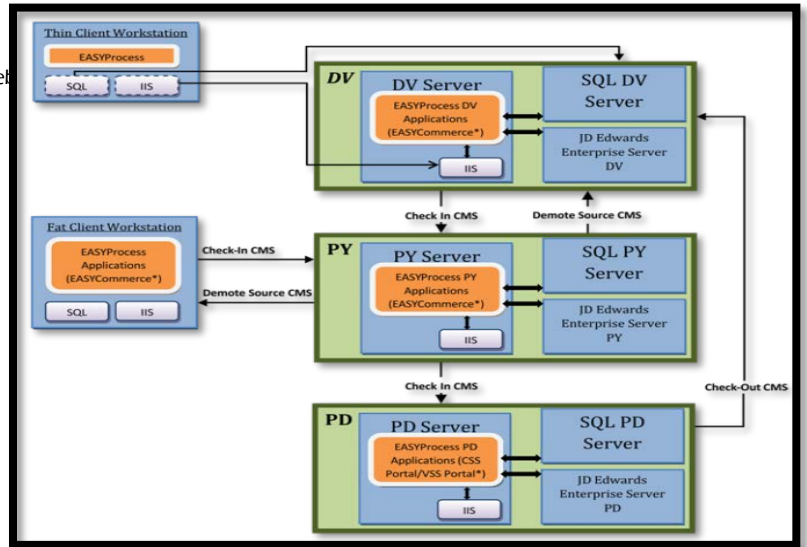 Thin Client Workstation
EASYProcess
SQL
IIS
DV
DV Server
EASYProcess DV
Applications
(EASYCommerce*)
IIS
SQL DV
Server
JD Edwards
Enterprise Server
DV
Check In CMS
Demote Source CMS
Fat Client Workstation
EASYProcess
Applications
(EASYCommerce*)
SQL
IIS
Check-In CMS
Demote Source CMS
PY
PY Server
EASYProcess PY
Applications
(EASYCommerce*)
IIS
SQL PY
Server
JD Edwards
Enterprise Server
PY
Check In CMS
Check-Out CMS
PD
PD Server
EASYProcess PD
Applications (CSS
Portal/VSS Portal*)
IIS
SQL PD
Server
JD Edwards
Enterprise Server
PD